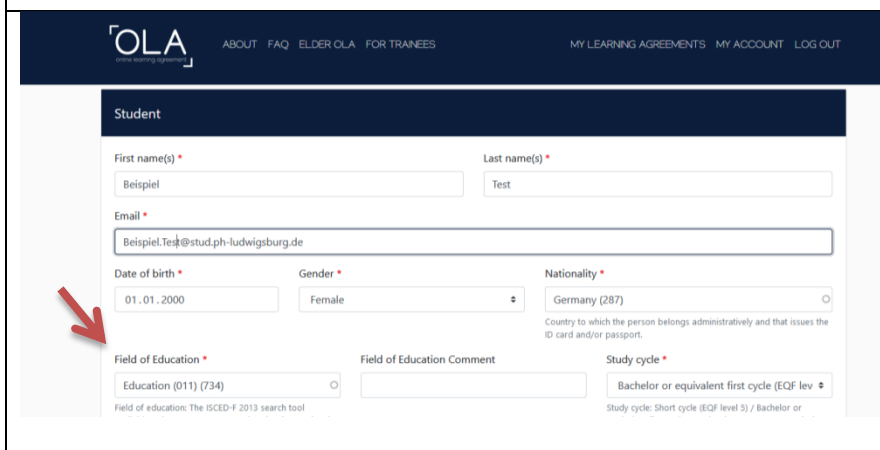 OLA
online learning agreement
ABOUT FAQ ELDER OLA FOR TRAINEES MY LEARNING AGREEMENTS MY ACCOUNT LOG OUT
Student
First name(s) * Last name(s) *
Beispiel Test
Email *
Beispiel.Test@stud.ph-ludwigsburg.de
Date of birth * Gender * Nationality *
01.01.2000 Female Germany (287)
Country to which the person belongs administratively and that issues the
ID card and/or passport.
Field of Education * Field of Education Comment Study cycle *
Education (011) (734) Bachelor or equivalent first cycle (EQF lev
Field of education: The ISCED-F 2013 search tool Study cycle: Short cycle (EQF level 5) / Bachelor or